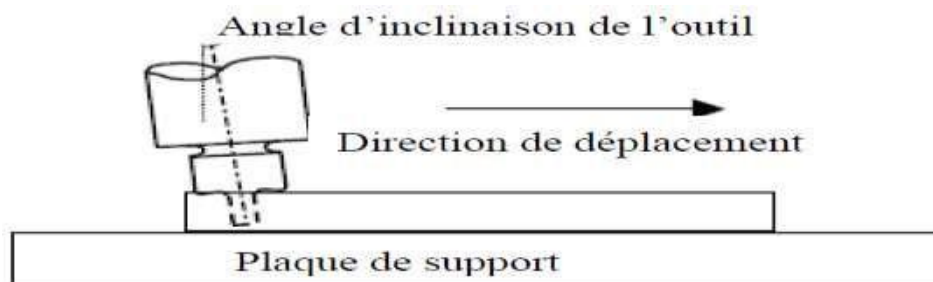 Angle d'inclinaison de l'outil
Direction de déplacement
Plaque de support